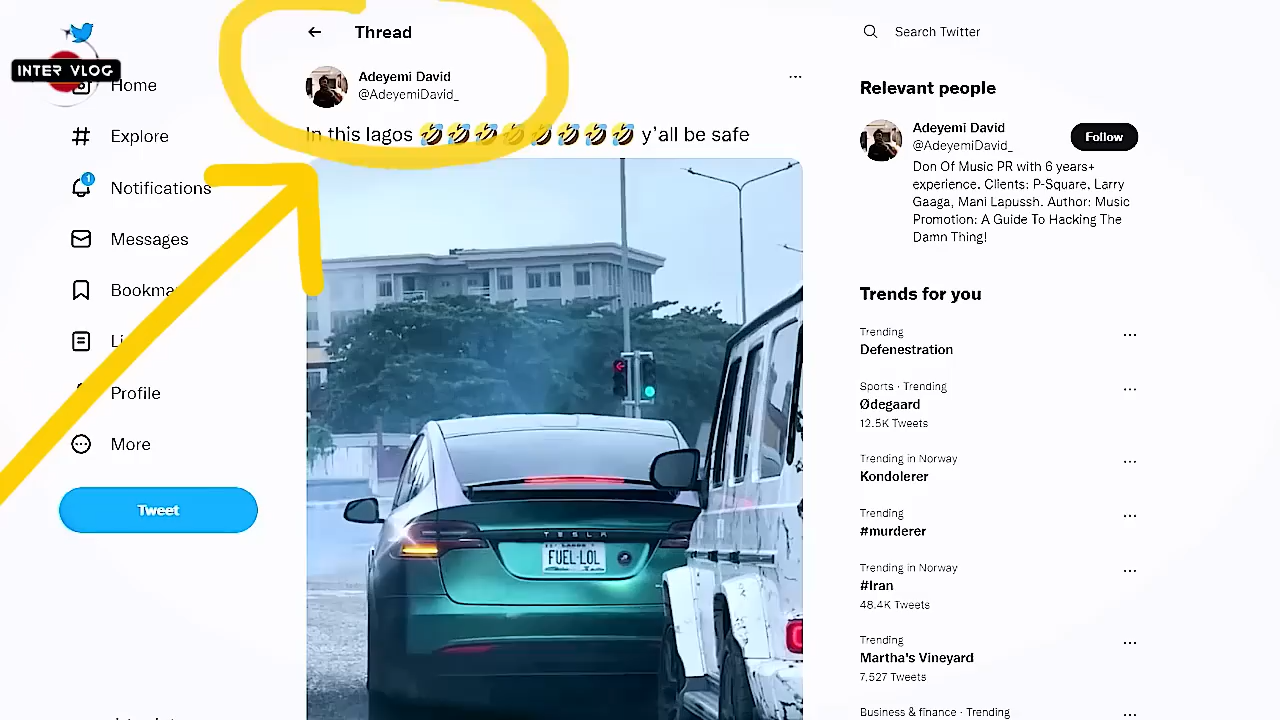 INTER VLOG
Home
Explore
1
Notifications
Messages
Profile
More
Tweet
Thread
Adeyemi David
@AdeyemiDavid_
In this lagos 🤣🤣🤣🤣🤣🤣🤣🤣 y'all be safe
TESLA
FUEL-LOL
Search Twitter
Relevant people
Adeyemi David
@AdeyemiDavid_
Follow
Don Of Music PR with 6 years+
experience. Clients: P-Square, Larry
Gaaga, Mani Lapussh. Author: Music
Promotion: A Guide To Hacking The
Damn Thing!
Trends for you
Trending
Defenestration
Sports · Trending
Ødegaard
12.5K Tweets
Trending in Norway
Kondolerer
Trending
#murderer
Trending in Norway
#Iran
48.4K Tweets
Trending
Martha's Vineyard
7,527 Tweets
Business & finance · Trending